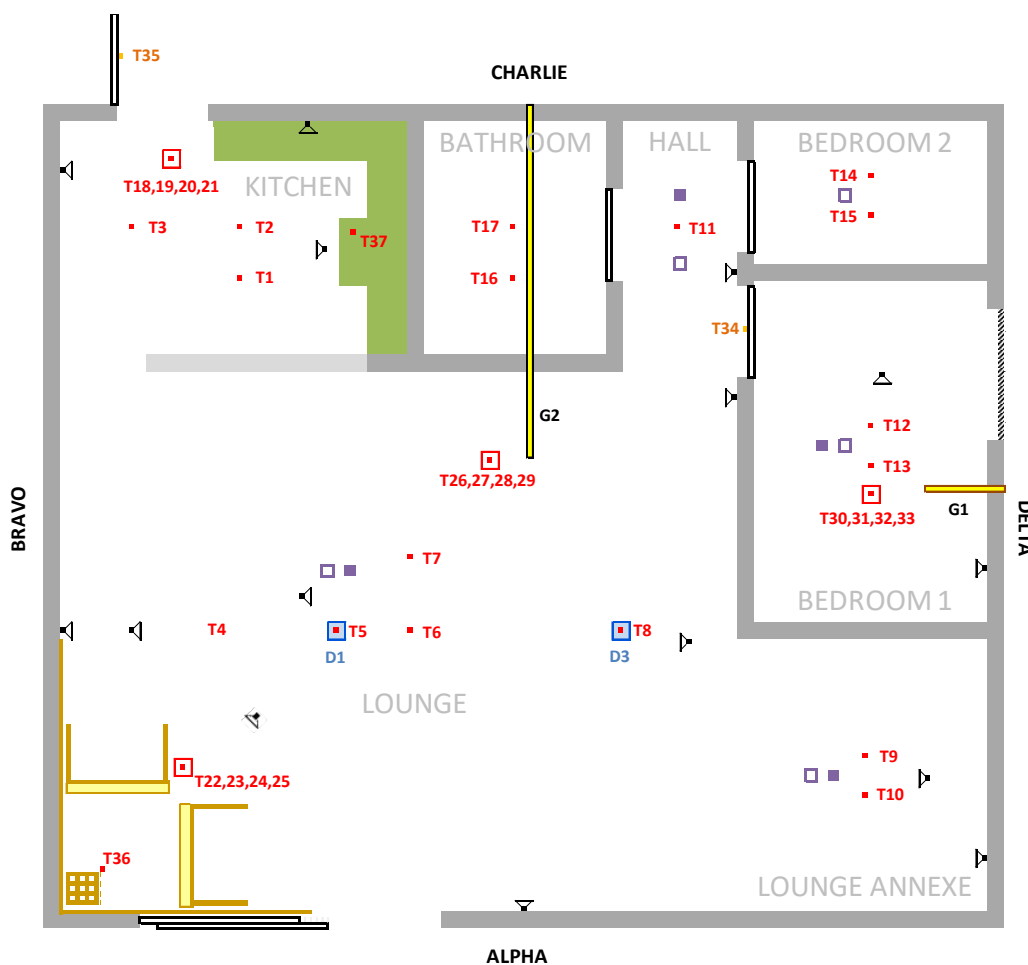 T35
CHARLIE
BATHROOM
HALL
BEDROOM 2
T18,19,20,21
KITCHEN
T14
T15
T3
T2
T37
T17
T11
T1
T16
T34
G2
T12
T13
T26,27,28,29
T30,31,32,33
G1
BRAVO
DELTA
T7
BEDROOM 1
T4
T5
T6
T8
D1
D3
LOUNGE
T9
T22,23,24,25
T10
T36
LOUNGE ANNEXE
ALPHA